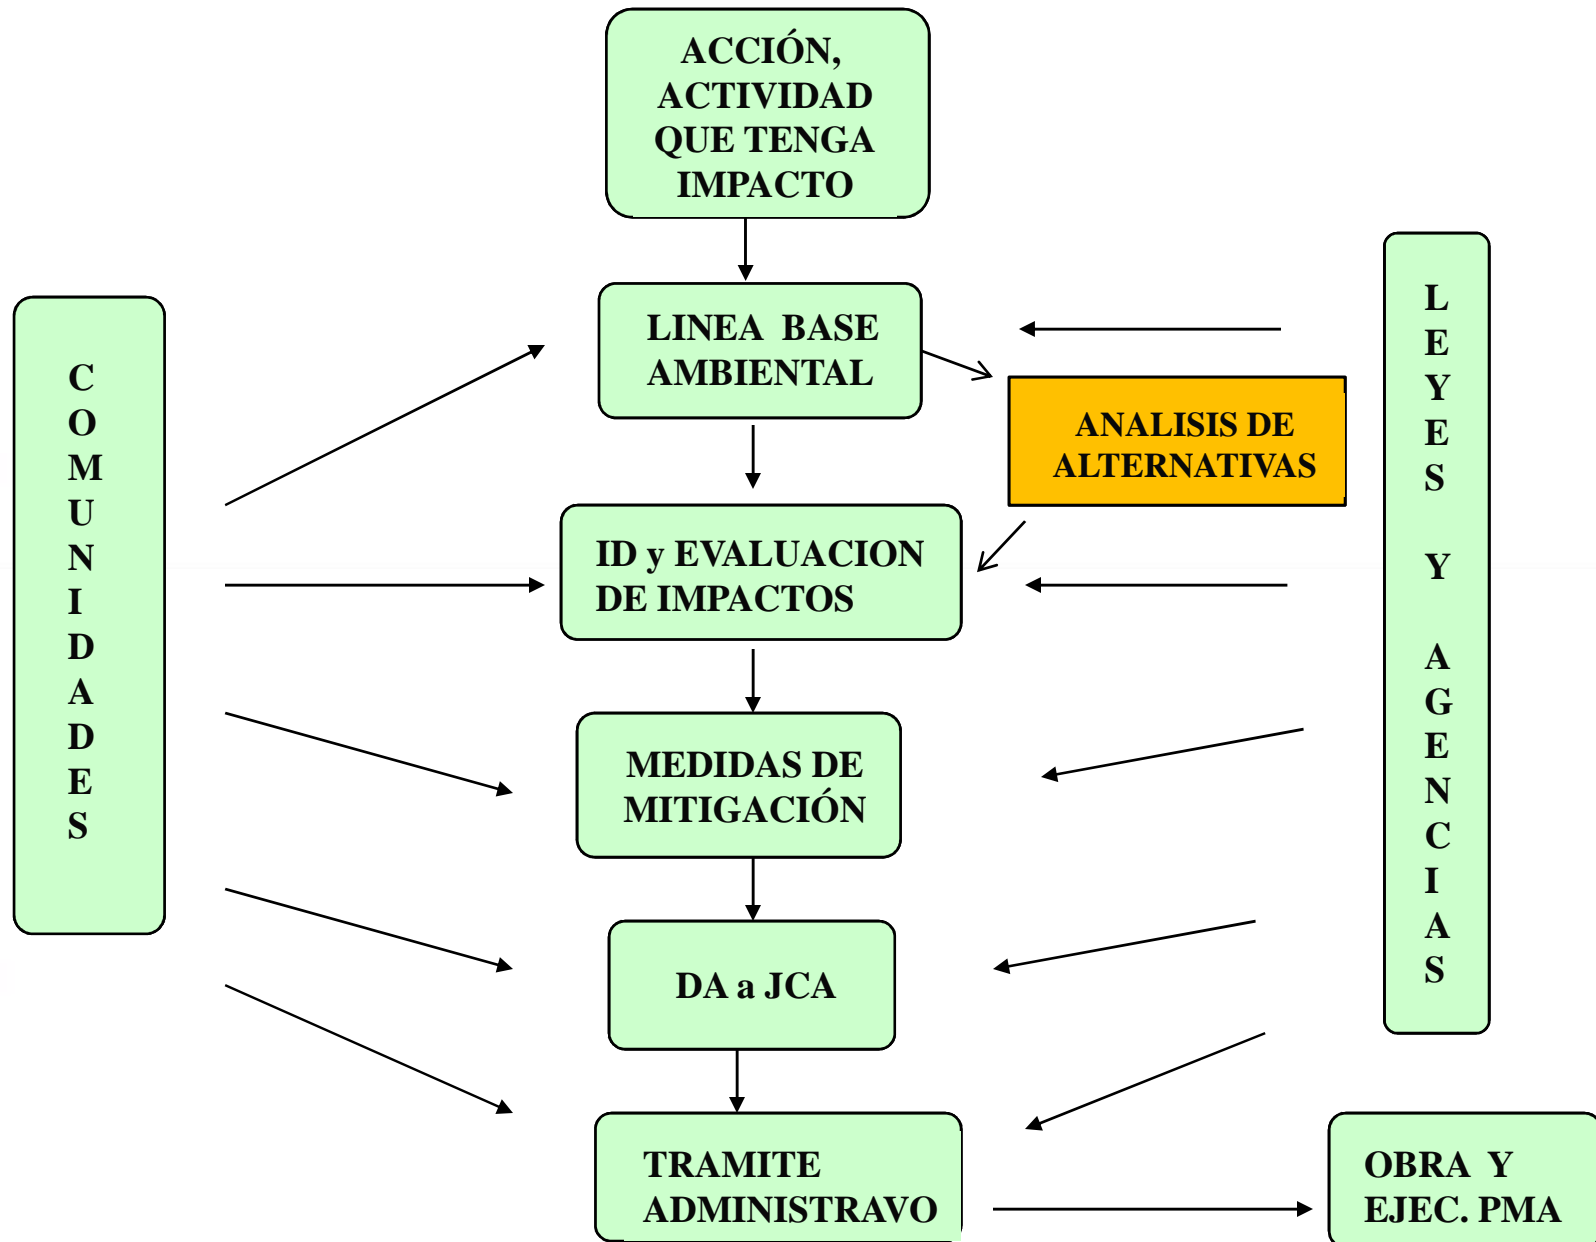 ACCIÓN,
ACTIVIDAD
QUE TENGA
IMPACTO
LINEA BASE
AMBIENTAL
ANALISIS DE
ALTERNATIVAS
ID y EVALUACION
DE IMPACTOS
MEDIDAS DE
MITIGACIÓN
DA a JCA
TRAMITE
ADMINISTRAVO
OBRA Y
EJEC. PMA
C
O
M
U
N
I
D
A
D
E
S
L
E
Y
E
S
Y
A
G
E
N
C
I
A
S